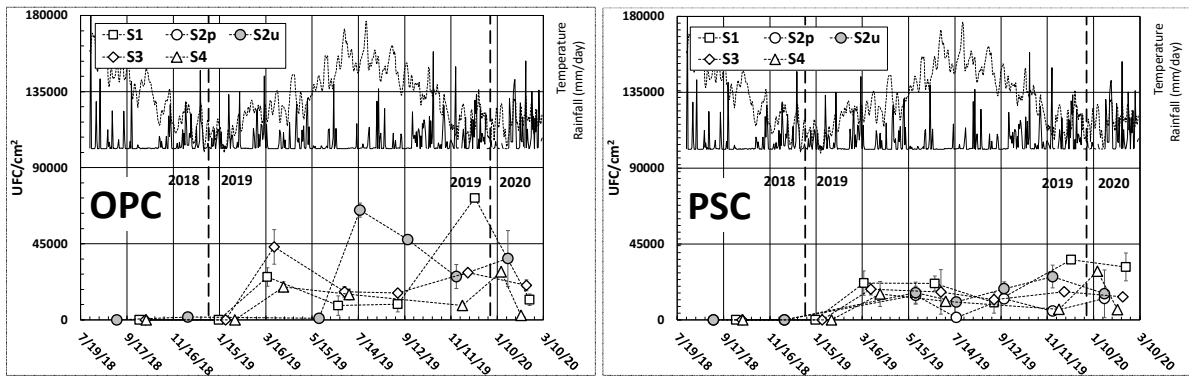 180000
135000
90000
45000
0
UFC/cm²
S1 S2p S2u
S3 S4
2018 2019 2019 2020
OPC
Temperature
Rainfall (mm/day)
7/19/18 9/17/18 11/16/18 1/15/19 3/16/19 5/15/19 7/14/19 9/12/19 11/11/19 1/10/20 3/10/20
180000
135000
90000
45000
0
UFC/cm²
S1 S2p S2u
S3 S4
2018 2019 2019 2020
PSC
Temperature
Rainfall (mm/day)
7/19/18 9/17/18 11/16/18 1/15/19 3/16/19 5/15/19 7/14/19 9/12/19 11/11/19 1/10/20 3/10/20